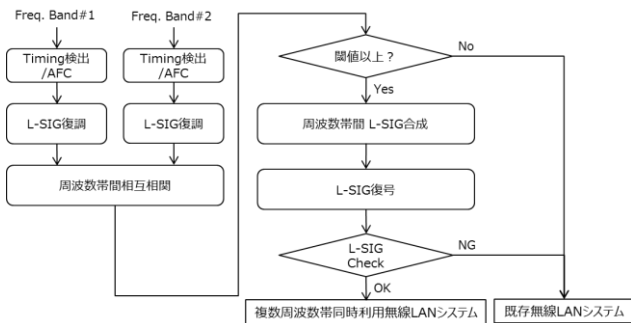 Freq. Band#1
Freq. Band#2
Timing検出
/AFC
Timing検出
/AFC
L-SIG復調
L-SIG復調
周波数帯間相互相関
閾値以上？
No
Yes
周波数帯間 L-SIG合成
L-SIG復号
L-SIG
Check
NG
OK
複数周波数帯同時利用無線LANシステム
既存無線LANシステム